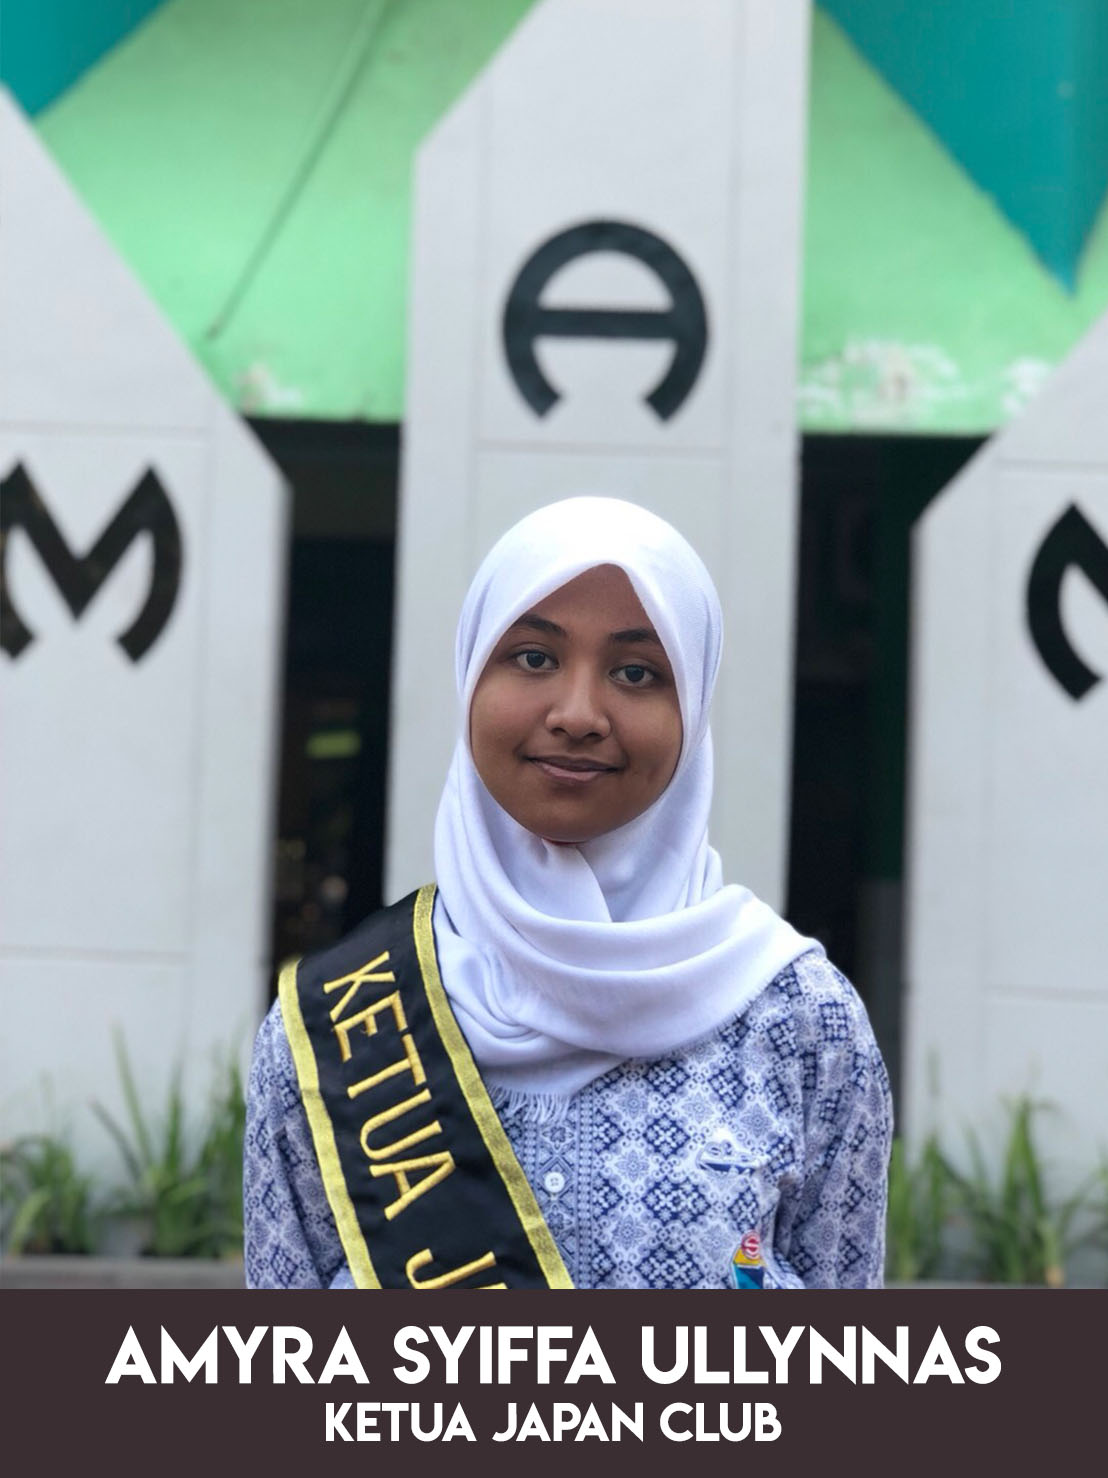 A
M
KETUA J
AMYRA SYIFFA ULLYNNAS
KETUA JAPAN CLUB